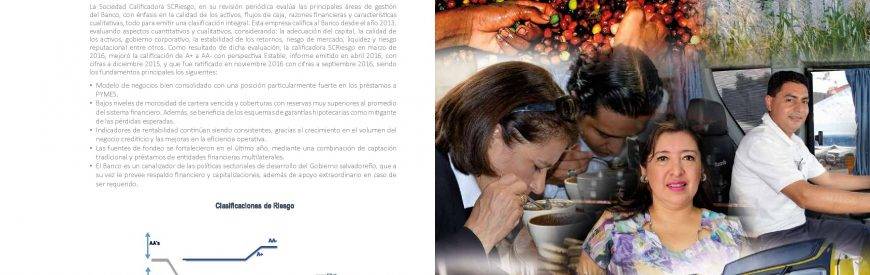 La Sociedad Calificadora SCRiesgo, en su revisión periódica evalúa las principales áreas de gestión
del Banco, con énfasis en la calidad de los activos, flujos de caja, razones financieras y características
cualitativas, todo para emitir una clasificación integral. Esta empresa califica al Banco desde el año 2013,
evaluando aspectos cuantitativos y cualitativos, considerando: la adecuación del capital, la calidad de
los activos, gobierno corporativo, la estabilidad de los retornos, riesgo de mercado, liquidez y riesgo
reputacional entre otros. Como resultado de dicha evaluación, la calificadora SCRiesgo en marzo de
2016, mejoró la calificación de A+ a AA- con perspectiva Estable, informe emitido en abril 2016, con
cifras a diciembre 2015, y que fue ratificado en noviembre 2016 con cifras a septiembre 2016, siendo
los fundamentos principales los siguientes:
• Modelo de negocios bien consolidado con una posición particularmente fuerte en los préstamos a
PYMES.
• Bajos niveles de morosidad de cartera vencida y coberturas con reservas muy superiores al promedio
del sistema financiero. Además, se beneficia de los esquemas de garantías hipotecarias como mitigante
de las pérdidas esperadas.
• Indicadores de rentabilidad continúan siendo consistentes, gracias al crecimiento en el volumen del
negocio crediticio y las mejoras en la eficiencia operativa.
• Las fuentes de fondeo se fortalecieron en el último año, mediante una combinación de captación
tradicional y préstamos de entidades financieras multilaterales.
• El Banco es un canalizador de las políticas sectoriales de desarrollo del Gobierno salvadoreño, que a
su vez le provee respaldo financiero y capitalizaciones, además de apoyo extraordinario en caso de
ser requerido.
Clasificaciones de Riesgo
AA's
AA-
A+